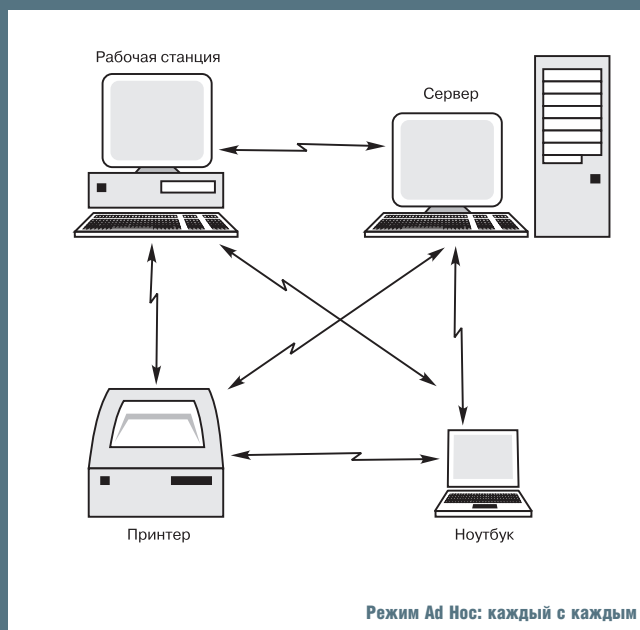 Рабочая станция
Сервер
Принтер
Ноутбук
Режим Ad Hoc: каждый с каждым